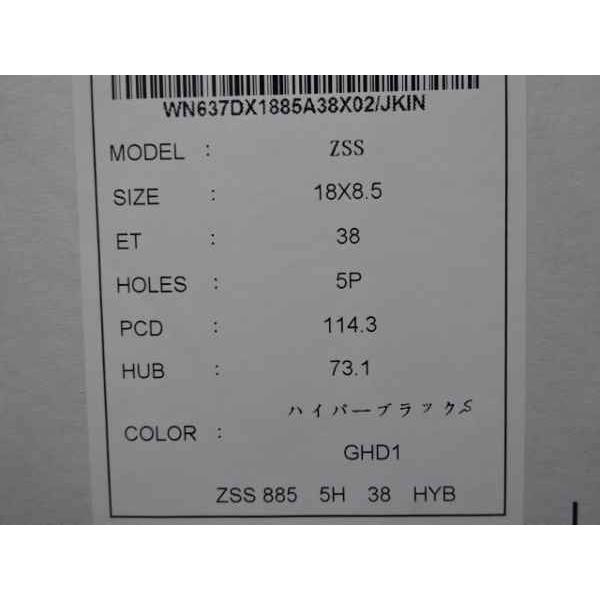 WN637DX1885A38X02/JKIN
MODEL : ZSS
SIZE : 18X8.5
ET : 38
HOLES : 5P
PCD : 114.3
HUB : 73.1
COLOR : ハイパーブラックS
GHD1
ZSS 885 5H 38 HYB